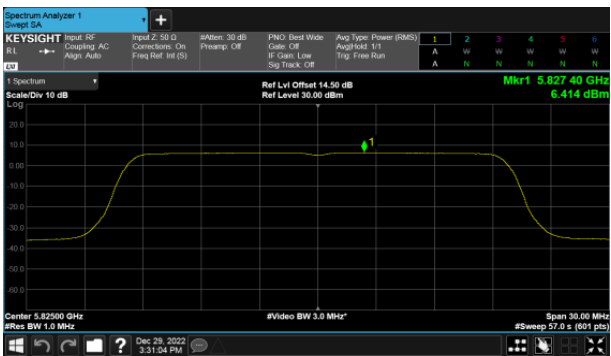 Spectrum Analyzer 1
Swept SA
KEYSIGHT Input: RF Input Z: 50 Ω #Atten: 30 dB PNO: Best Wide Avg Type: Power (RMS) 1 2 3 4 5 6
RL Coupling: AC Corrections: On Preamp: Off Gate: Off Avg|Hold: 1/1 A W W W W W
Align: Auto Freq Ref: Int (S) IF Gain: Low Trig: Free Run A N N N N N
LXI Sig Track: Off
1 Spectrum Ref Lvl Offset 14.50 dB Mkr1 5.827 40 GHz
Scale/Div 10 dB Ref Level 30.00 dBm 6.414 dBm
Log
20.0
10.0
0.00
-10.0
-20.0
-30.0
-40.0
-50.0
-60.0
1
Center 5.82500 GHz #Video BW 3.0 MHz* Span 30.00 MHz
#Res BW 1.0 MHz #Sweep 57.0 s (601 pts)
? Dec 29, 2022
3:31:04 PM